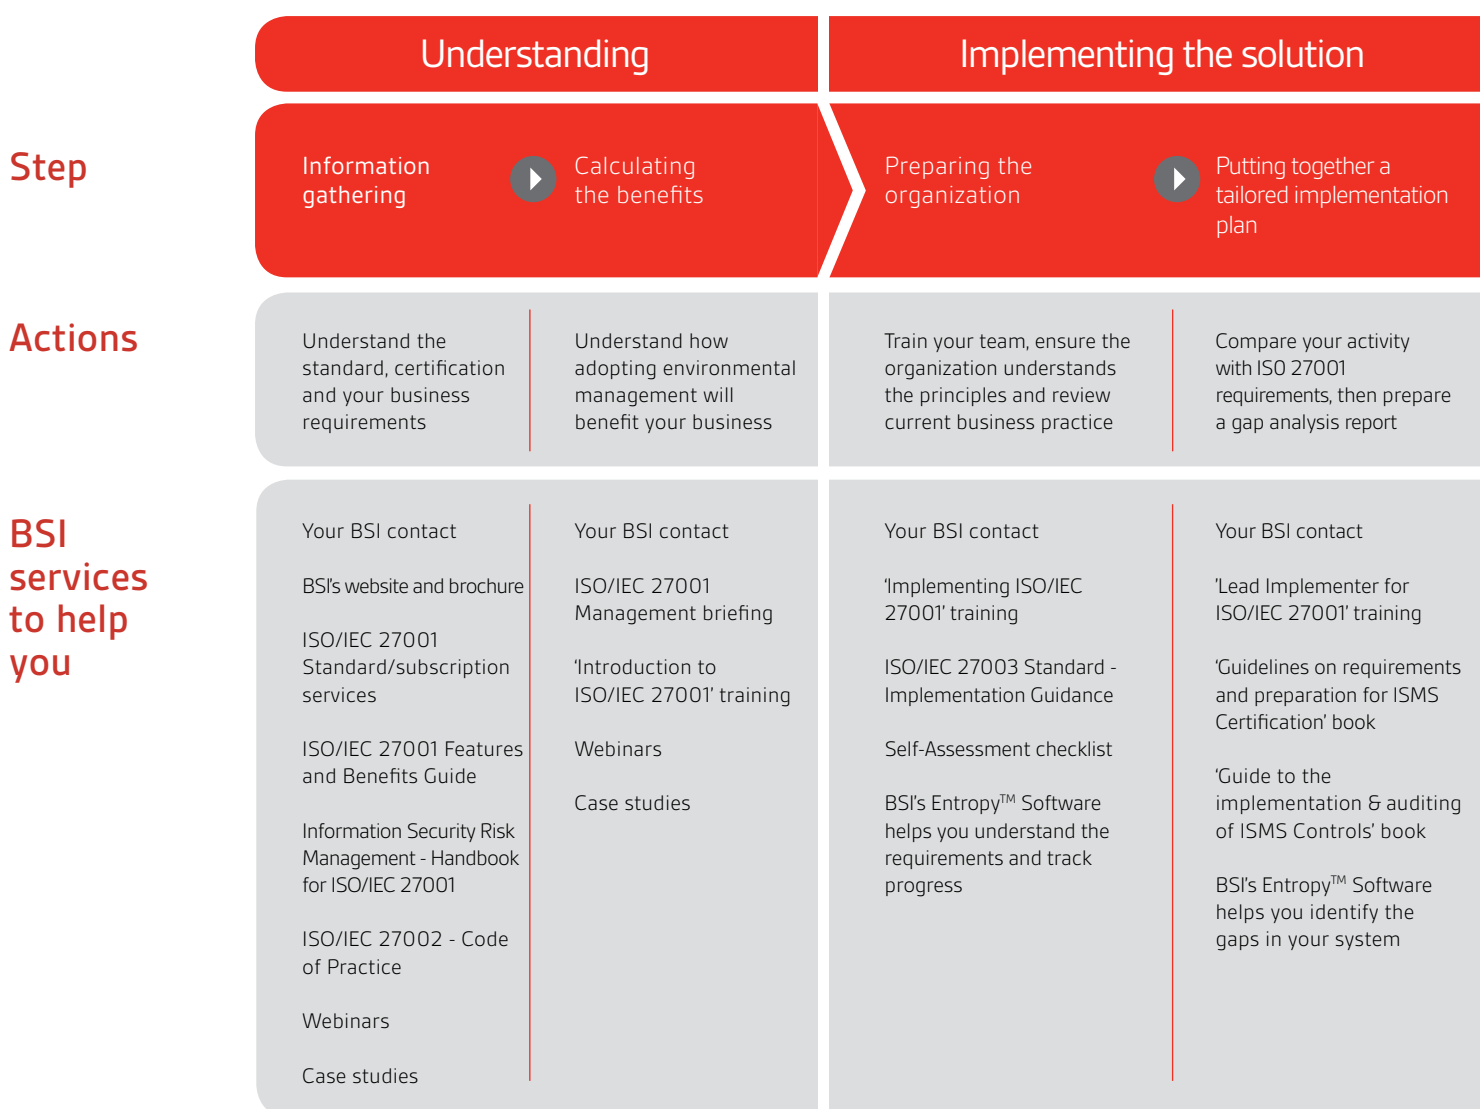 Understanding
Implementing the solution
Step
Information
gathering
Calculating
the benefits
Preparing the
organization
Putting together a
tailored implementation
plan
Actions
Understand the
standard, certification
and your business
requirements
Understand how
adopting environmental
management will
benefit your business
Train your team, ensure the
organization understands
the principles and review
current business practice
Compare your activity
with ISO 27001
requirements, then prepare
a gap analysis report
BSI
services
to help
you
Your BSI contact
BSI's website and brochure
ISO/IEC 27001
Standard/subscription
services
ISO/IEC 27001 Features
and Benefits Guide
Information Security Risk
Management - Handbook
for ISO/IEC 27001
ISO/IEC 27002 - Code
of Practice
Webinars
Case studies
Your BSI contact
ISO/IEC 27001
Management briefing
‘Introduction to
ISO/IEC 27001’ training
Webinars
Case studies
Your BSI contact
‘Implementing ISO/IEC
27001’ training
ISO/IEC 27003 Standard -
Implementation Guidance
Self-Assessment checklist
BSI's Entropy™ Software
helps you understand the
requirements and track
progress
Your BSI contact
’Lead Implementer for
ISO/IEC 27001’ training
‘Guidelines on requirements
and preparation for ISMS
Certification’ book
‘Guide to the
implementation & auditing
of ISMS Controls’ book
BSI's Entropy™ Software
helps you identify the
gaps in your system